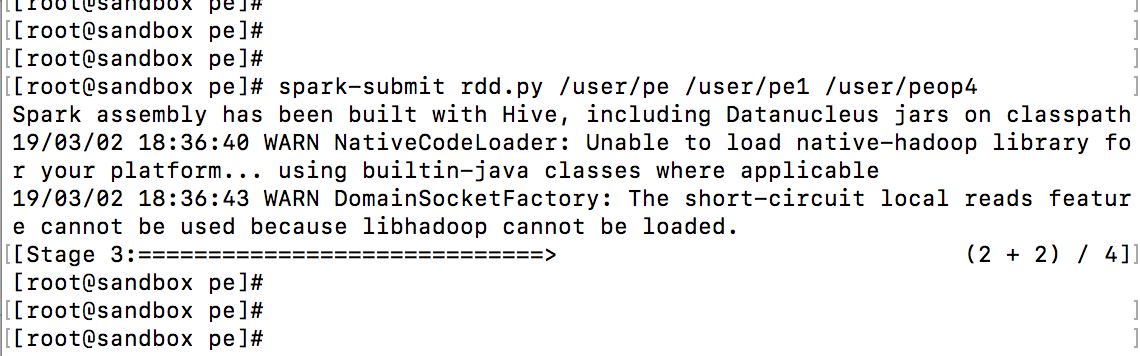 [[root@sandbox pe]#
[[root@sandbox pe]# ]
[[root@sandbox pe]# ]
[[root@sandbox pe]# spark-submit rdd.py /user/pe /user/pe1 /user/peop4 ]
Spark assembly has been built with Hive, including Datanucleus jars on classpath
19/03/02 18:36:40 WARN NativeCodeLoader: Unable to load native-hadoop library fo
r your platform... using builtin-java classes where applicable
19/03/02 18:36:43 WARN DomainSocketFactory: The short-circuit local reads featur
e cannot be used because libhadoop cannot be loaded.
[[Stage 3:=============================> (2 + 2) / 4]]
[root@sandbox pe]#
[[root@sandbox pe]# ]
[[root@sandbox pe]# ]